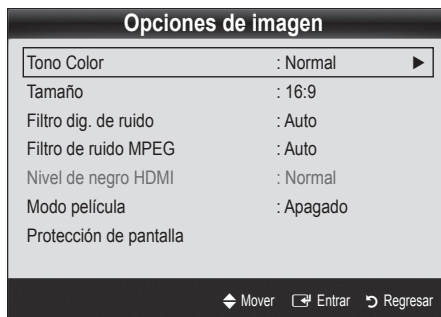 Opciones de imagen
Tono Color : Normal ►
Tamaño : 16:9
Filtro dig. de ruido : Auto
Filtro de ruido MPEG : Auto
Nivel de negro HDMI : Normal
Modo película : Apagado
Protección de pantalla
Mover Entrar Regresar